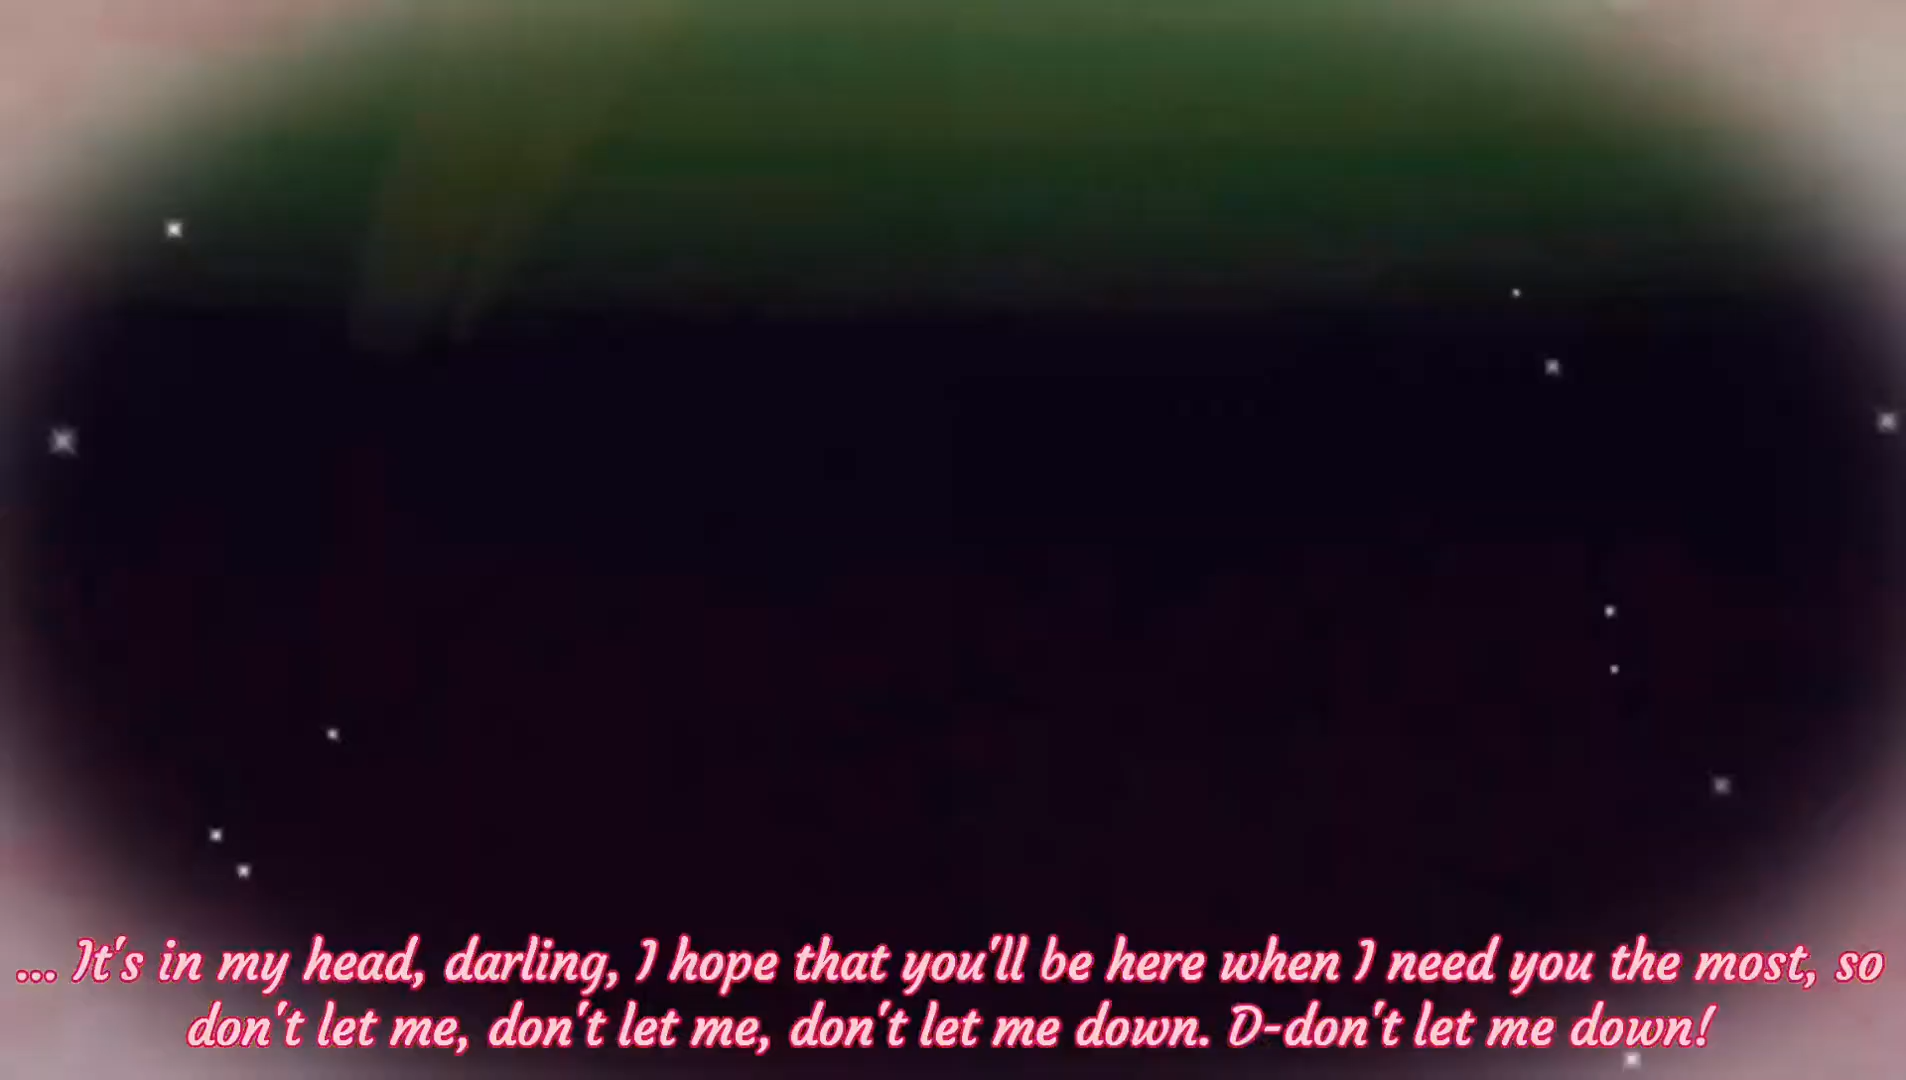 ... It's in my head, darling, I hope that you'll be here when I need you the most, so
don't let me, don't let me, don't let me down. D-don't let me down!